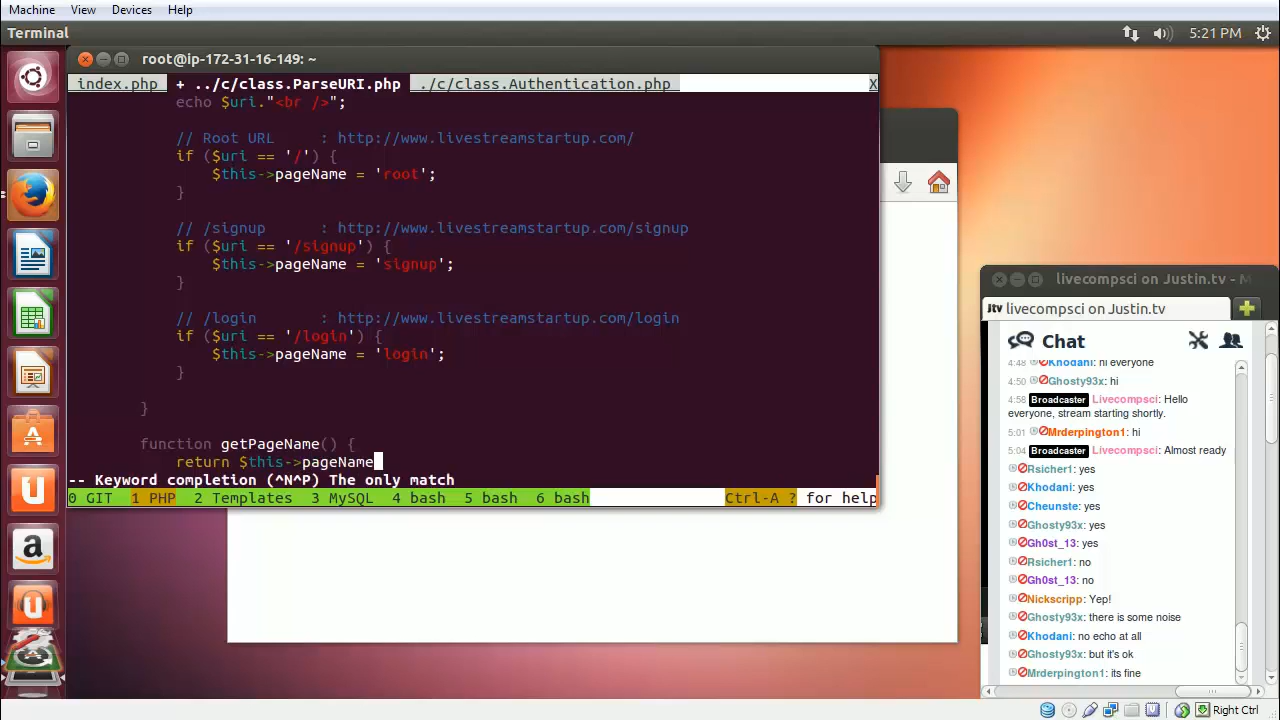 Machine View Devices Help
Terminal
5:21 PM
root@ip-172-31-16-149: ~
index.php + ../c/class.ParseURI.php ./c/class.Authentication.php X
echo $uri."<br />";
// Root URL : http://www.livestreamstartup.com/
if ($uri == '/') {
$this->pageName = 'root';
}
// /signup : http://www.livestreamstartup.com/signup
if ($uri == '/signup') {
$this->pageName = 'signup';
}
// /login : http://www.livestreamstartup.com/login
if ($uri == '/login') {
$this->pageName = 'login';
}
}
function getPageName() {
return $this->pageName
-- Keyword completion (^N^P) The only match
0 GIT 1 PHP 2 Templates 3 MySQL 4 bash 5 bash 6 bash Ctrl-A ? for help
livecompsci on Justin.tv - M
Jtv livecompsci on Justin.tv
Chat
4:48 Khodani: hi everyone
4:50 Ghosty93x: hi
4:58 Broadcaster Livecompsci: Hello
everyone, stream starting shortly.
5:01 Mrderpington1: hi
5:04 Broadcaster Livecompsci: Almost ready
Rsicher1: yes
Khodani: yes
Cheunste: yes
Ghosty93x: yes
Gh0st_13: yes
Rsicher1: no
Gh0st_13: no
Nickscripp: Yep!
Ghosty93x: there is some noise
Khodani: no echo at all
Ghosty93x: but it's ok
Mrderpington1: its fine
Right Ctrl